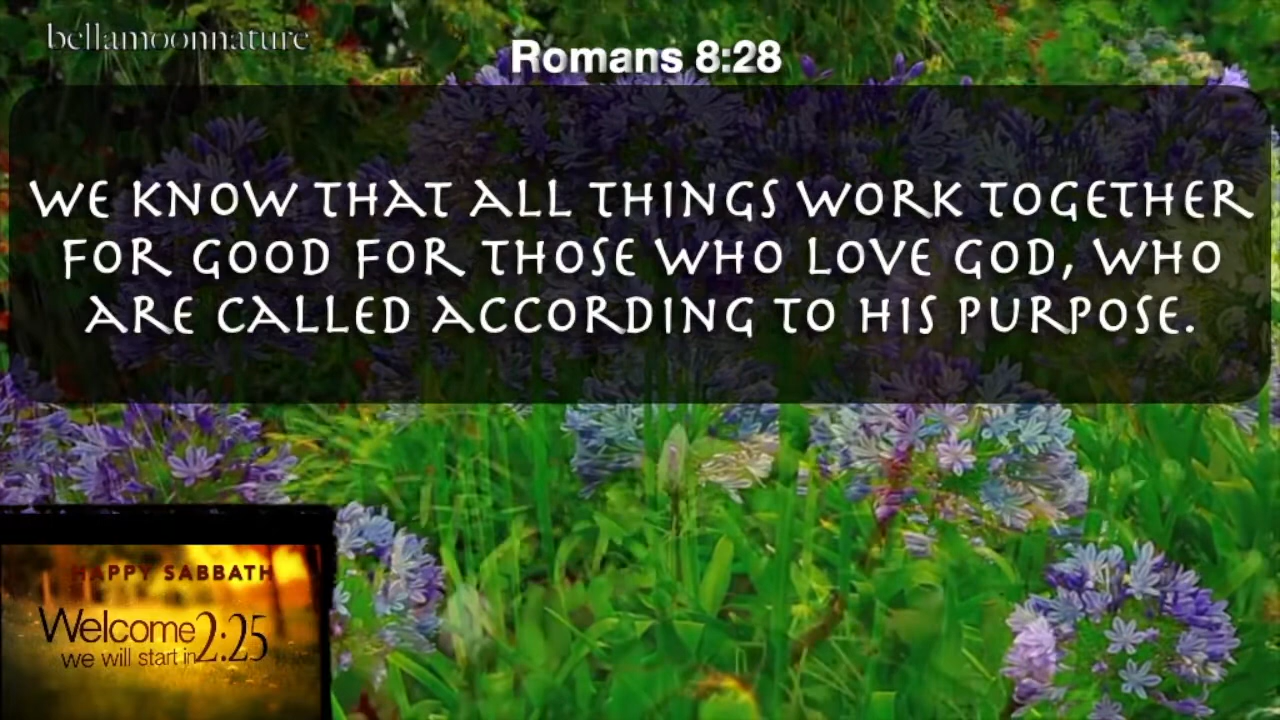 bellamoonnature
Romans 8:28
WE KNOW THAT ALL THINGS WORK TOGETHER
FOR GOOD FOR THOSE WHO LOVE GOD, WHO
ARE CALLED ACCORDING TO HIS PURPOSE.
HAPPY SABBATH
Welcome 2:25
we will start in